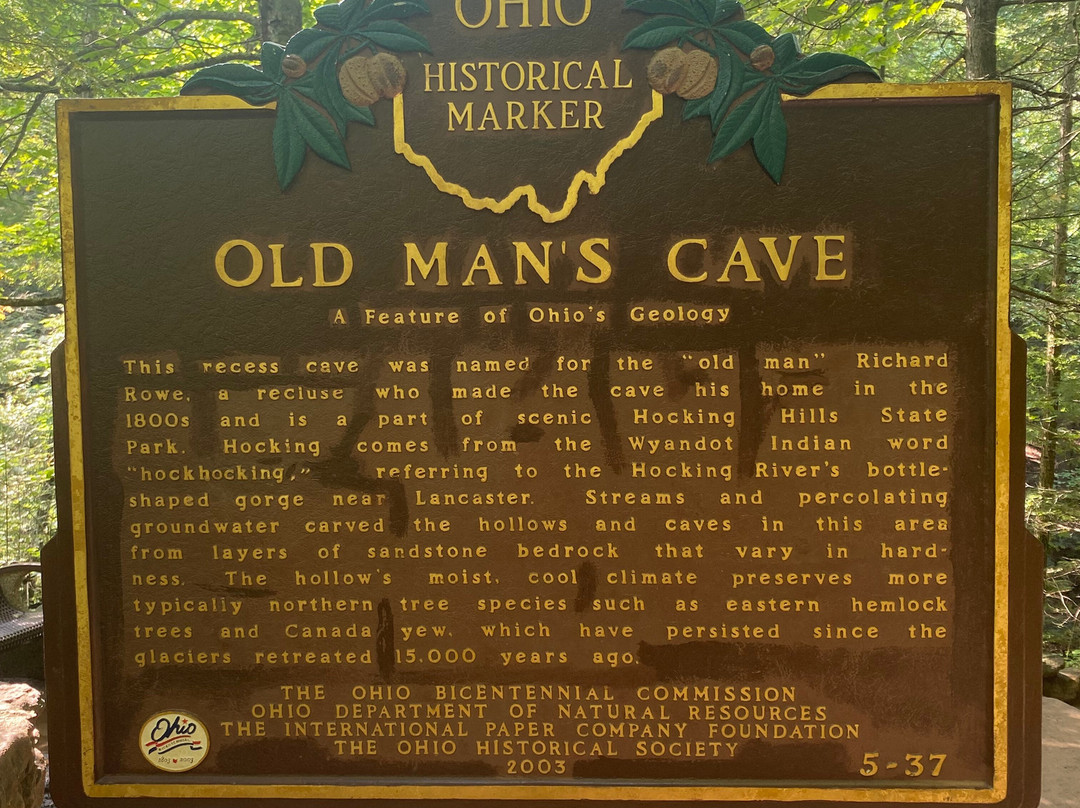 OHIO
HISTORICAL
MARKER
OLD MAN'S CAVE
A Feature of Ohio's Geology
This recess cave was named for the "old man" Richard
Rowe, a recluse who made the cave his home in the
1800s and is a part of scenic Hocking Hills State
Park. Hocking comes from the Wyandot Indian word
"hockhocking," referring to the Hocking River's bottle-
shaped gorge near Lancaster. Streams and percolating
groundwater carved the hollows and caves in this area
from layers of sandstone bedrock that vary in hard-
ness. The hollow's moist, cool climate preserves more
typically northern tree species such as eastern hemlock
trees and Canada yew, which have persisted since the
glaciers retreated 15,000 years ago.
THE OHIO BICENTENNIAL COMMISSION
OHIO DEPARTMENT OF NATURAL RESOURCES
THE INTERNATIONAL PAPER COMPANY FOUNDATION
THE OHIO HISTORICAL SOCIETY
2003
5-37
Ohio